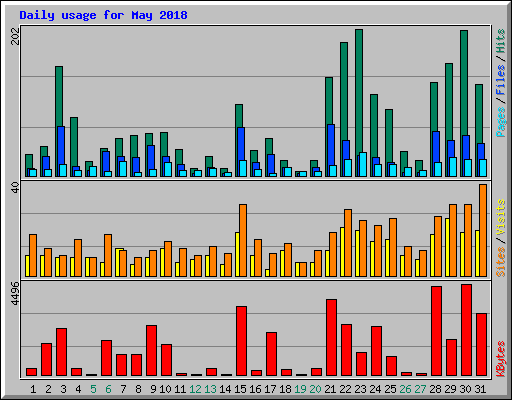 Daily usage for May 2018
202
Pages/Files/Hits
40
Sites/Visits
4496
KBytes
1 2 3 4 5 6 7 8 9 10 11 12 13 14 15 16 17 18 19 20 21 22 23 24 25 26 27 28 29 30 31